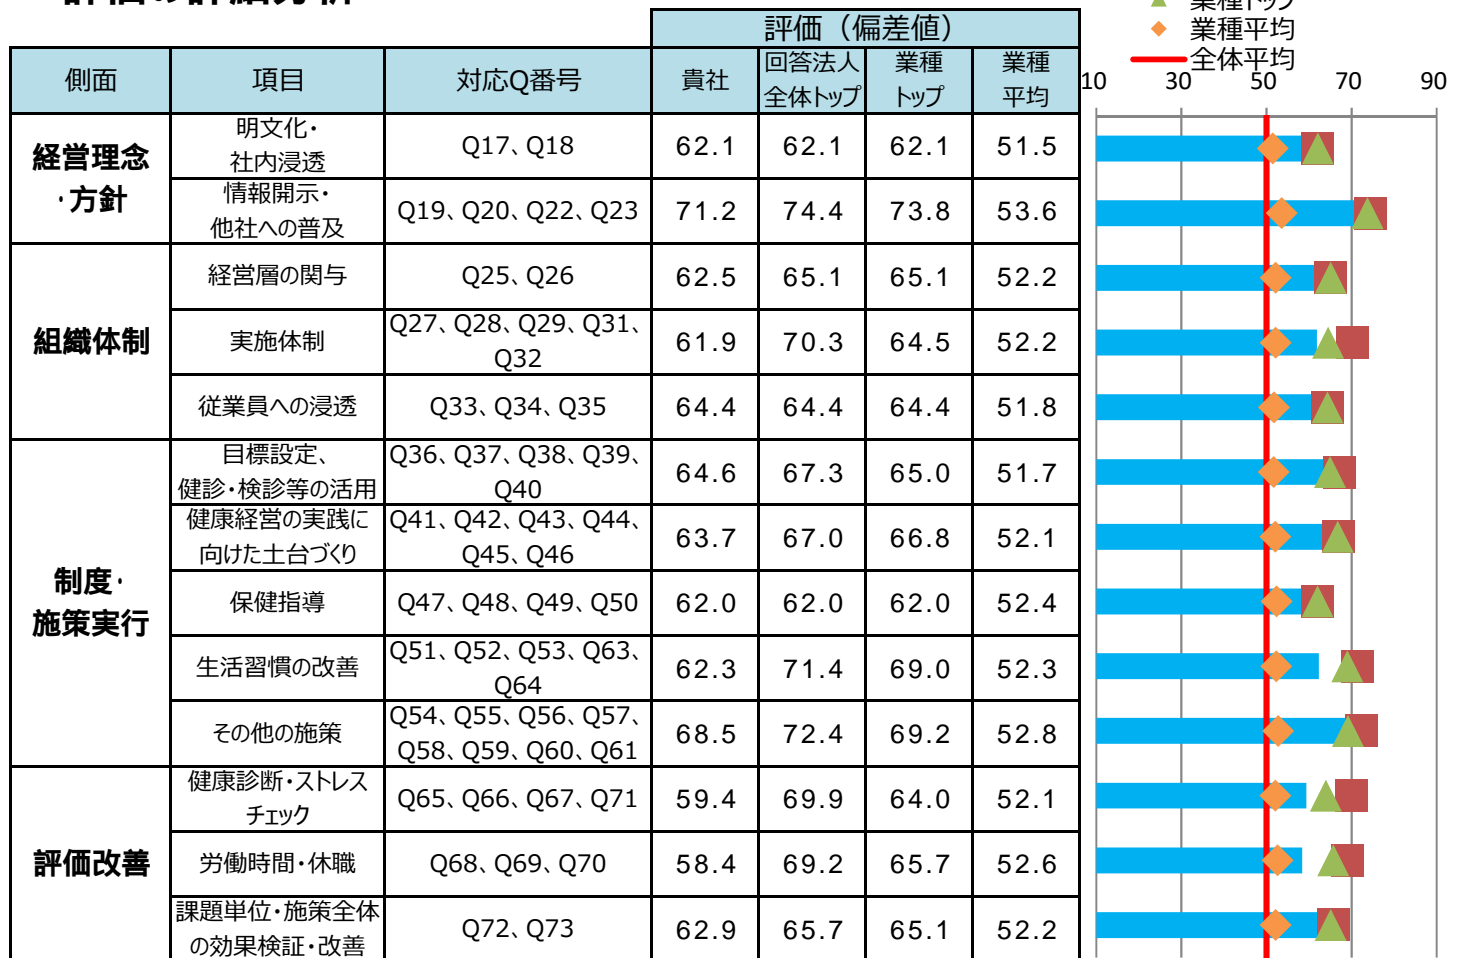 評価の詳細分析
業種トップ
業種平均
全体平均
評価（偏差値）
側面 項目 対応Q番号 貴社 回答法人全体トップ 業種トップ 業種平均
10 30 50 70 90
経営理念・方針
明文化・社内浸透 Q17、Q18 62.1 62.1 62.1 51.5
情報開示・他社への普及 Q19、Q20、Q22、Q23 71.2 74.4 73.8 53.6
組織体制
経営層の関与 Q25、Q26 62.5 65.1 65.1 52.2
実施体制 Q27、Q28、Q29、Q31、Q32 61.9 70.3 64.5 52.2
従業員への浸透 Q33、Q34、Q35 64.4 64.4 64.4 51.8
制度・施策実行
目標設定、健診・検診等の活用 Q36、Q37、Q38、Q39、Q40 64.6 67.3 65.0 51.7
健康経営の実践に向けた土台づくり Q41、Q42、Q43、Q44、Q45、Q46 63.7 67.0 66.8 52.1
保健指導 Q47、Q48、Q49、Q50 62.0 62.0 62.0 52.4
生活習慣の改善 Q51、Q52、Q53、Q63、Q64 62.3 71.4 69.0 52.3
その他の施策 Q54、Q55、Q56、Q57、Q58、Q59、Q60、Q61 68.5 72.4 69.2 52.8
評価改善
健康診断・ストレスチェック Q65、Q66、Q67、Q71 59.4 69.9 64.0 52.1
労働時間・休職 Q68、Q69、Q70 58.4 69.2 65.7 52.6
課題単位・施策全体の効果検証・改善 Q72、Q73 62.9 65.7 65.1 52.2